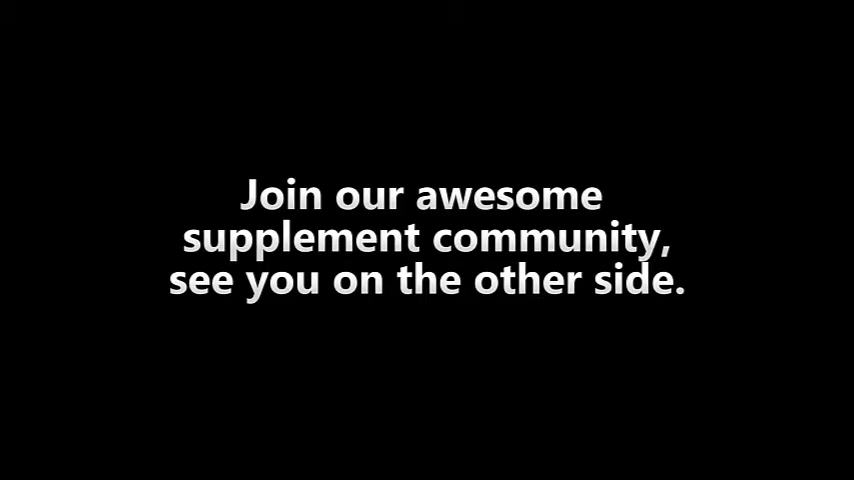 Join our awesome
supplement community,
see you on the other side.